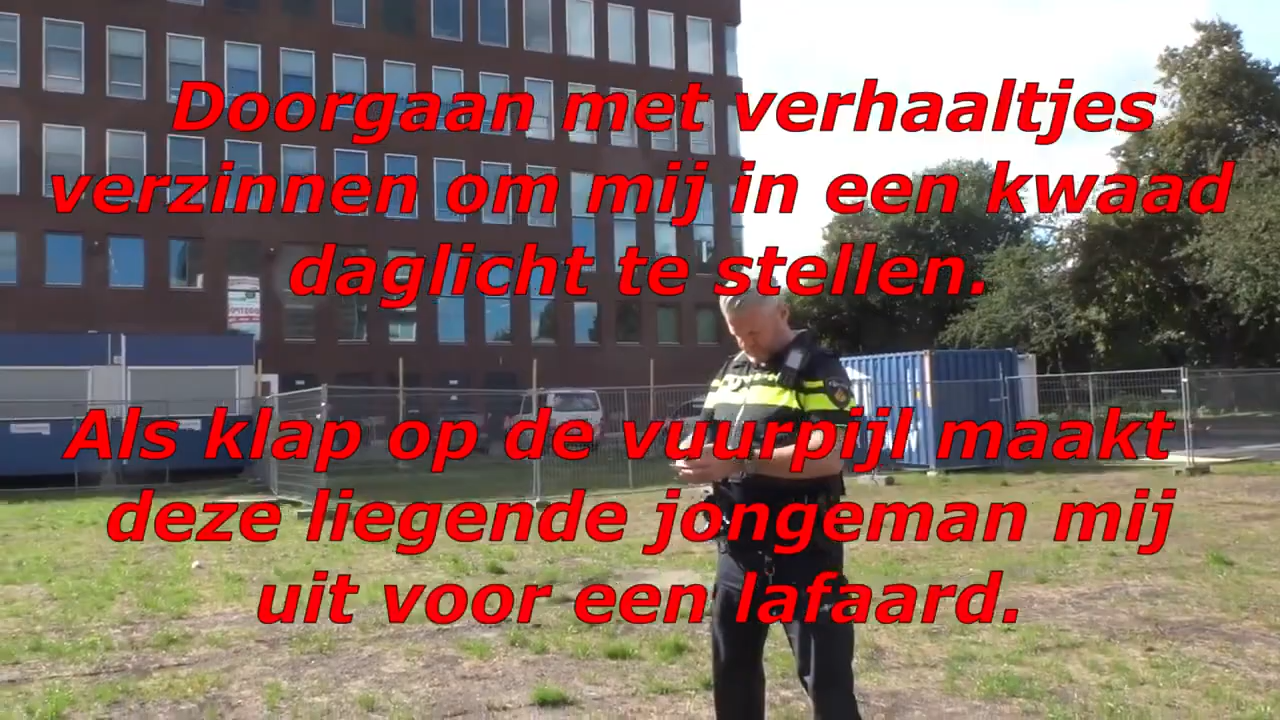 Doorgaan met verhaaltjes
verzinnen om mij in een kwaad
daglicht te stellen.
Als klap op de vuurpijl maakt
deze liegende jongeman mij
uit voor een lafaard.